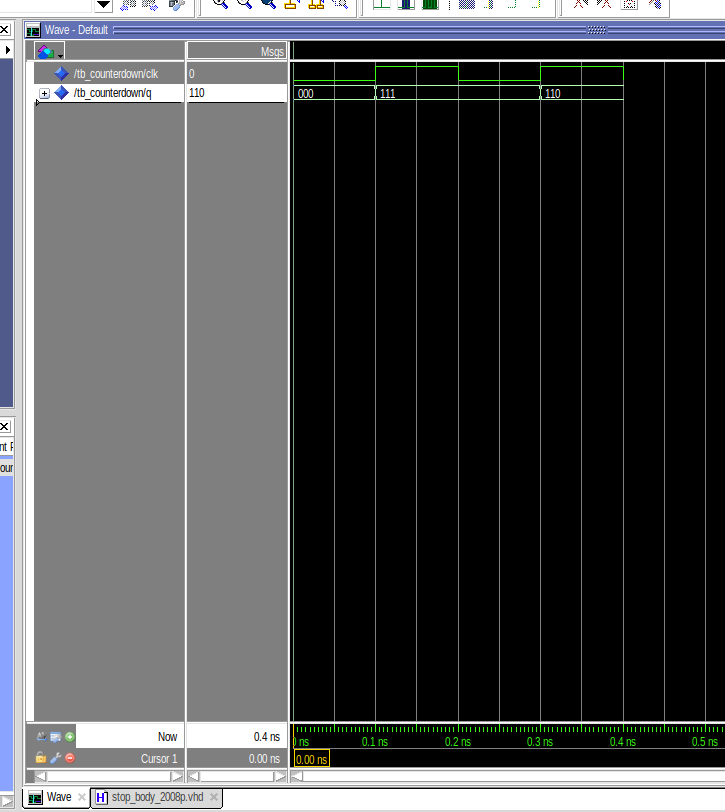 Wave - Default
Msgs
/tb_counterdown/clk 0
/tb_counterdown/q 110 000 111 110
nt F
our
Now 0.4 ns ns 0.1 ns 0.2 ns 0.3 ns 0.4 ns 0.5 ns
Cursor 1 0.00 ns 0.00 ns
Wave H stop_body_2008p.vhd